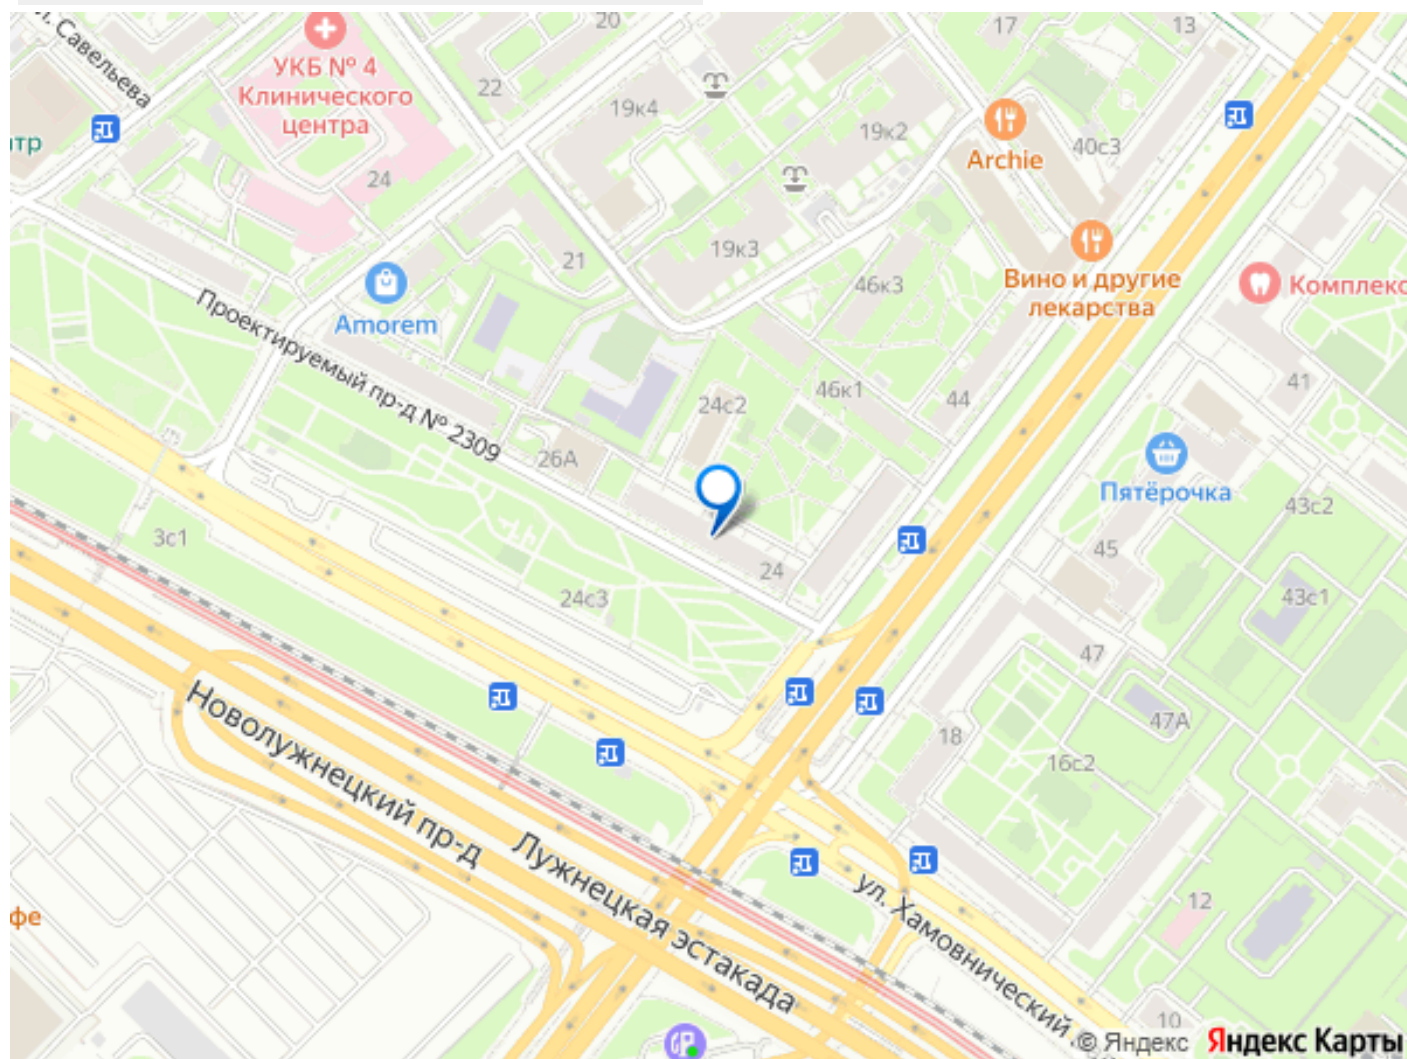 л. Савельева
20
17
13
УКБ № 4
Клинического
центра
22
19к4
19к2
40с3
Archie
тр
24
21
19к3
46к3
Вино и другие
лекарства
Комплекс
Amorem
Проектируемый пр-д № 2309
24с2
46к1
44
41
26А
Пятёрочка
43с2
3с1
45
24
24с3
43с1
47
47А
18
16с2
Новолужнецкий пр-д
Лужнецкая эстакада
ул. Хамовнический
12
фе
10
© Яндекс Яндекс Карты